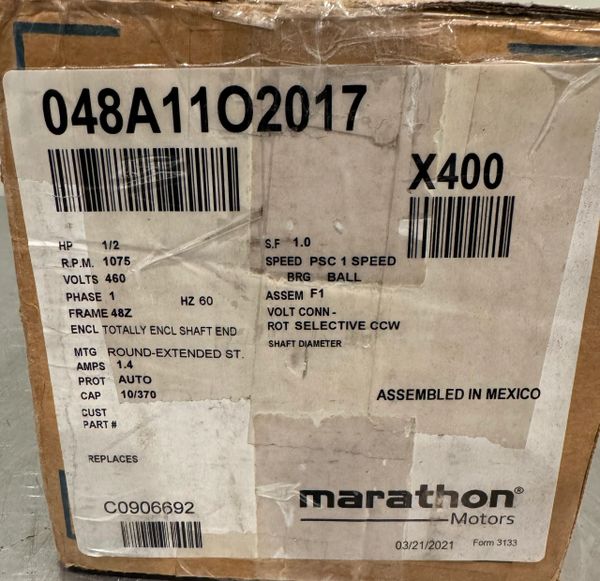 048A11O2017
X400
HP 1/2
R.P.M. 1075
VOLTS 460
PHASE 1 HZ 60
FRAME 48Z
ENCL TOTALLY ENCL SHAFT END
MTG ROUND-EXTENDED ST.
AMPS 1.4
PROT AUTO
CAP 10/370
CUST
PART #
REPLACES
S.F 1.0
SPEED PSC 1 SPEED
BRG BALL
ASSEM F1
VOLT CONN -
ROT SELECTIVE CCW
SHAFT DIAMETER
ASSEMBLED IN MEXICO
C0906692
marathon®
Motors
03/21/2021 Form 3133